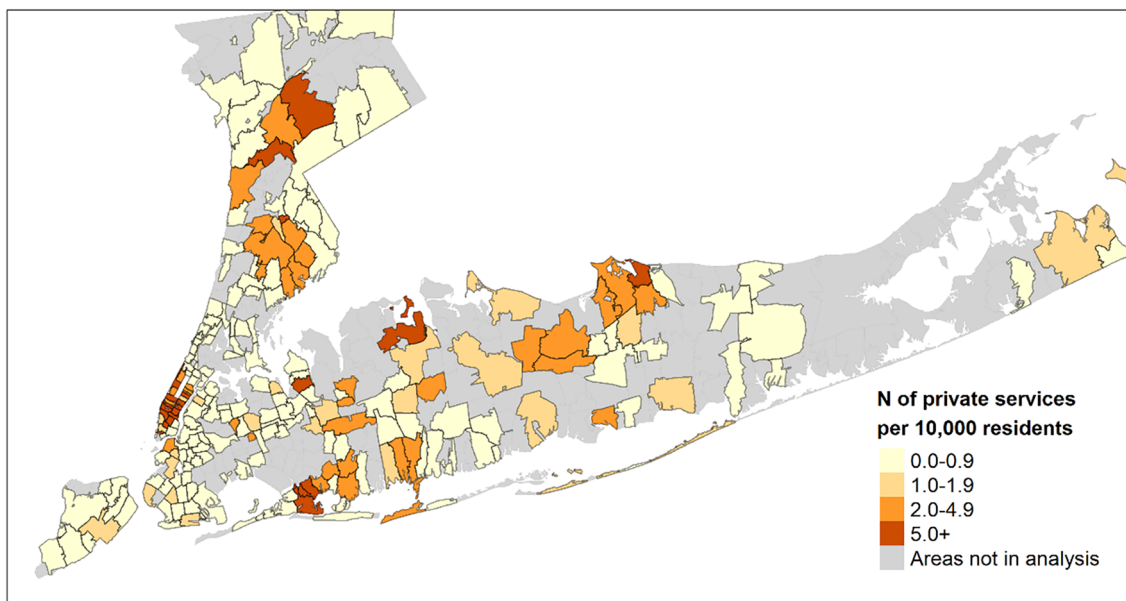 N of private services
per 10,000 residents
0.0-0.9
1.0-1.9
2.0-4.9
5.0+
Areas not in analysis